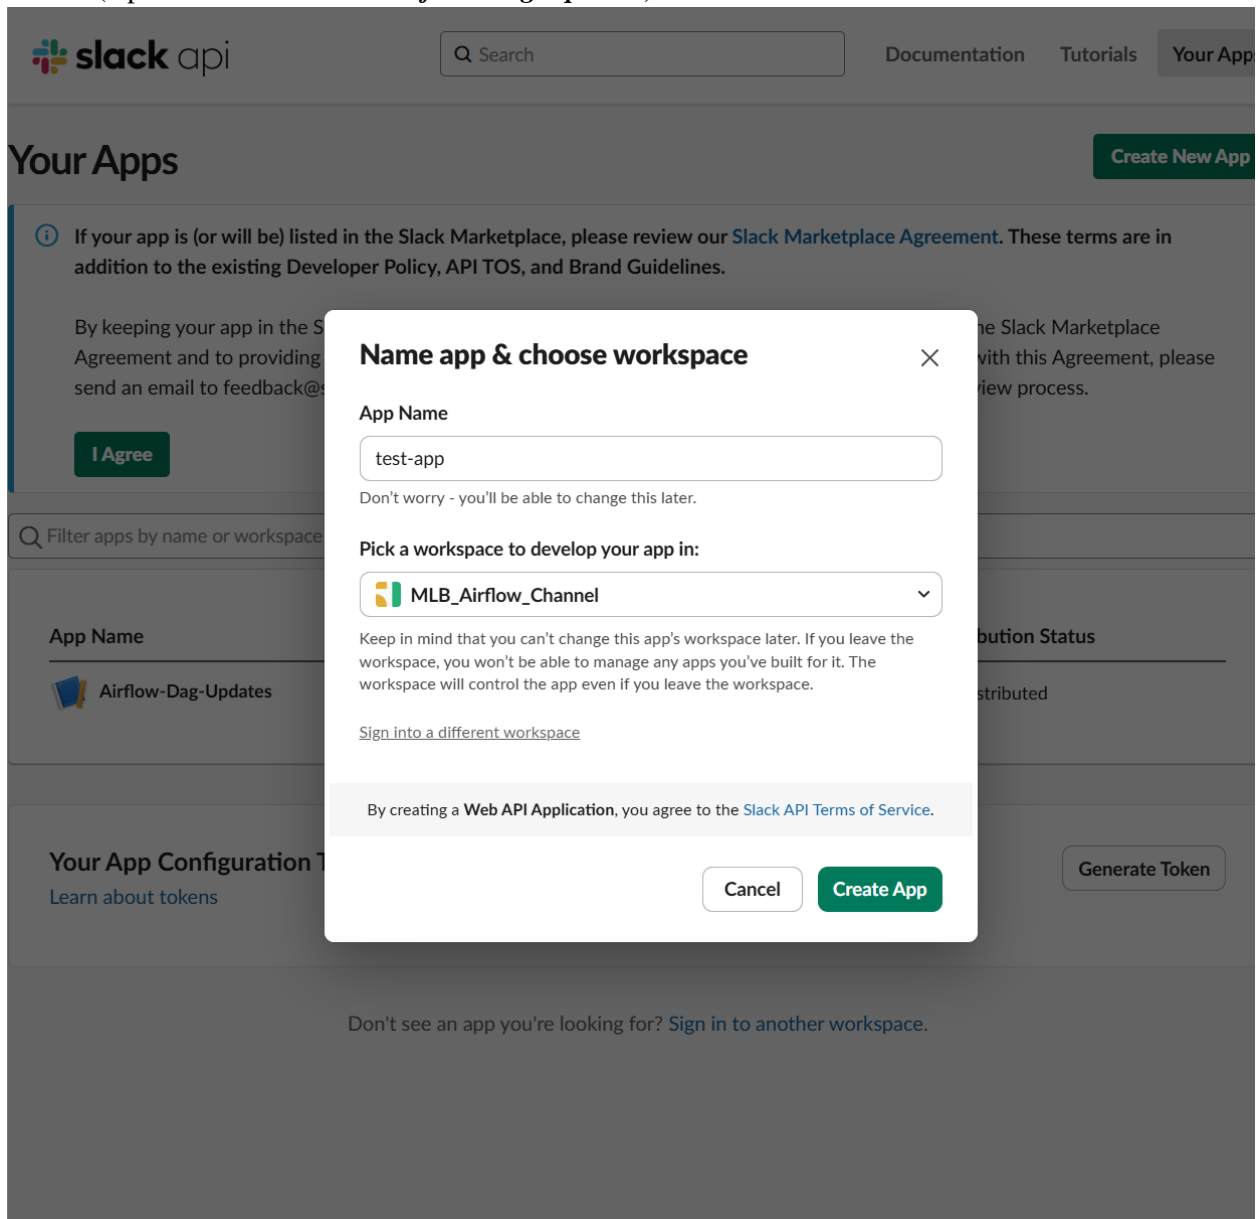 slack api
Search
Documentation
Tutorials
Your Apps
Your Apps
Create New App
If your app is (or will be) listed in the Slack Marketplace, please review our Slack Marketplace Agreement. These terms are in
addition to the existing Developer Policy, API TOS, and Brand Guidelines.
By keeping your app in the S
he Slack Marketplace
Agreement and to providing
with this Agreement, please
send an email to feedback@s
view process.
I Agree
Filter apps by name or workspace
App Name
bution Status
Airflow-Dag-Updates
stributed
Your App Configuration T
Learn about tokens
Generate Token
Name app & choose workspace
App Name
test-app
Don't worry - you'll be able to change this later.
Pick a workspace to develop your app in:
MLB_Airflow_Channel
Keep in mind that you can't change this app's workspace later. If you leave the
workspace, you won't be able to manage any apps you've built for it. The
workspace will control the app even if you leave the workspace.
Sign into a different workspace
By creating a Web API Application, you agree to the Slack API Terms of Service.
Cancel
Create App
Don't see an app you're looking for? Sign in to another workspace.